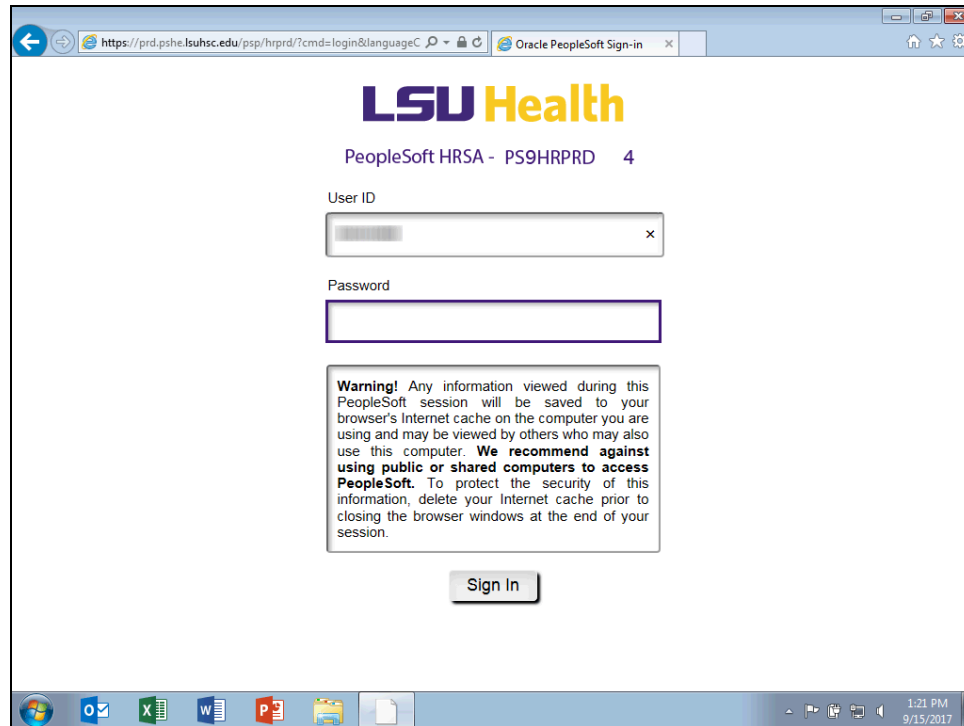 https://prd.pshe.lsuhsc.edu/psp/hrprd/?cmd=login&languageC
Oracle PeopleSoft Sign-in
LSU Health
PeopleSoft HRSA - PS9HRPRD 4
User ID
Password
Warning! Any information viewed during this
PeopleSoft session will be saved to your
browser's Internet cache on the computer you are
using and may be viewed by others who may also
use this computer. We recommend against
using public or shared computers to access
PeopleSoft. To protect the security of this
information, delete your Internet cache prior to
closing the browser windows at the end of your
session.
Sign In
1:21 PM
9/15/2017